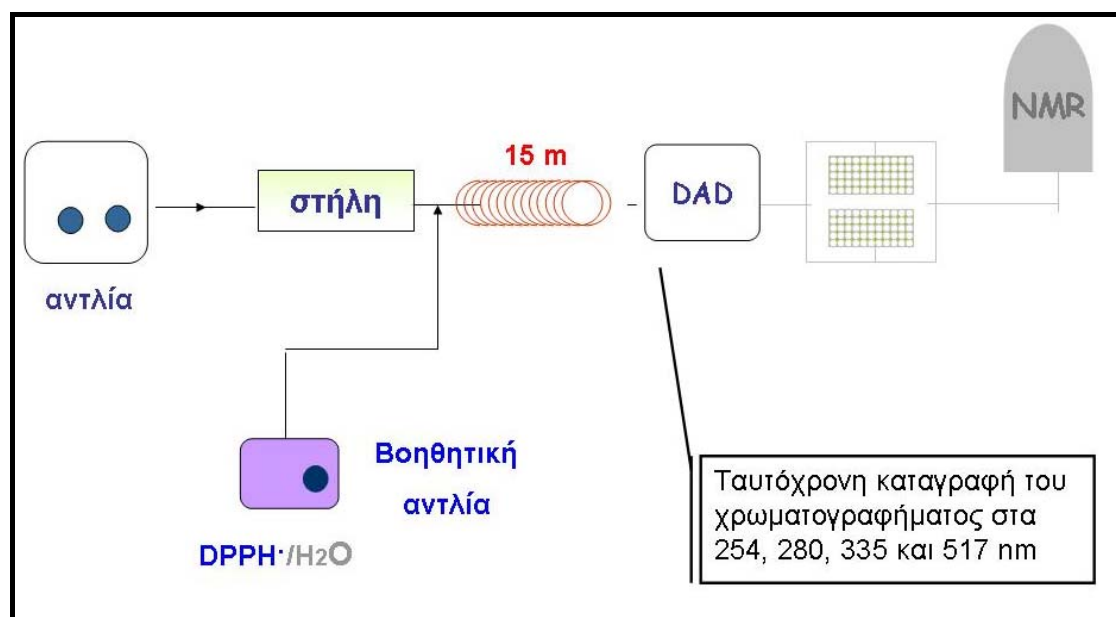 NMR
15 m
στήλη
DAD
αντλία
Βοηθητική
αντλία
DPPH·/H2O
Ταυτόχρονη καταγραφή του
χρωματογραφήματος στα
254, 280, 335 και 517 nm